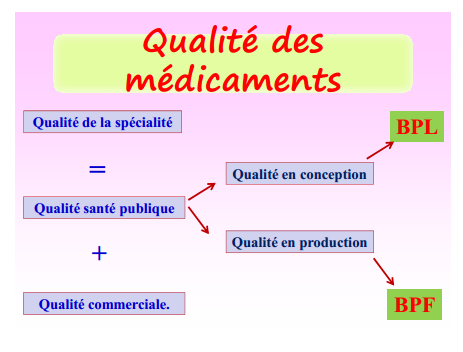 Qualité des
médicaments
Qualité de la spécialité
BPL
=
Qualité en conception
Qualité santé publique
Qualité en production
+
Qualité commerciale.
BPF